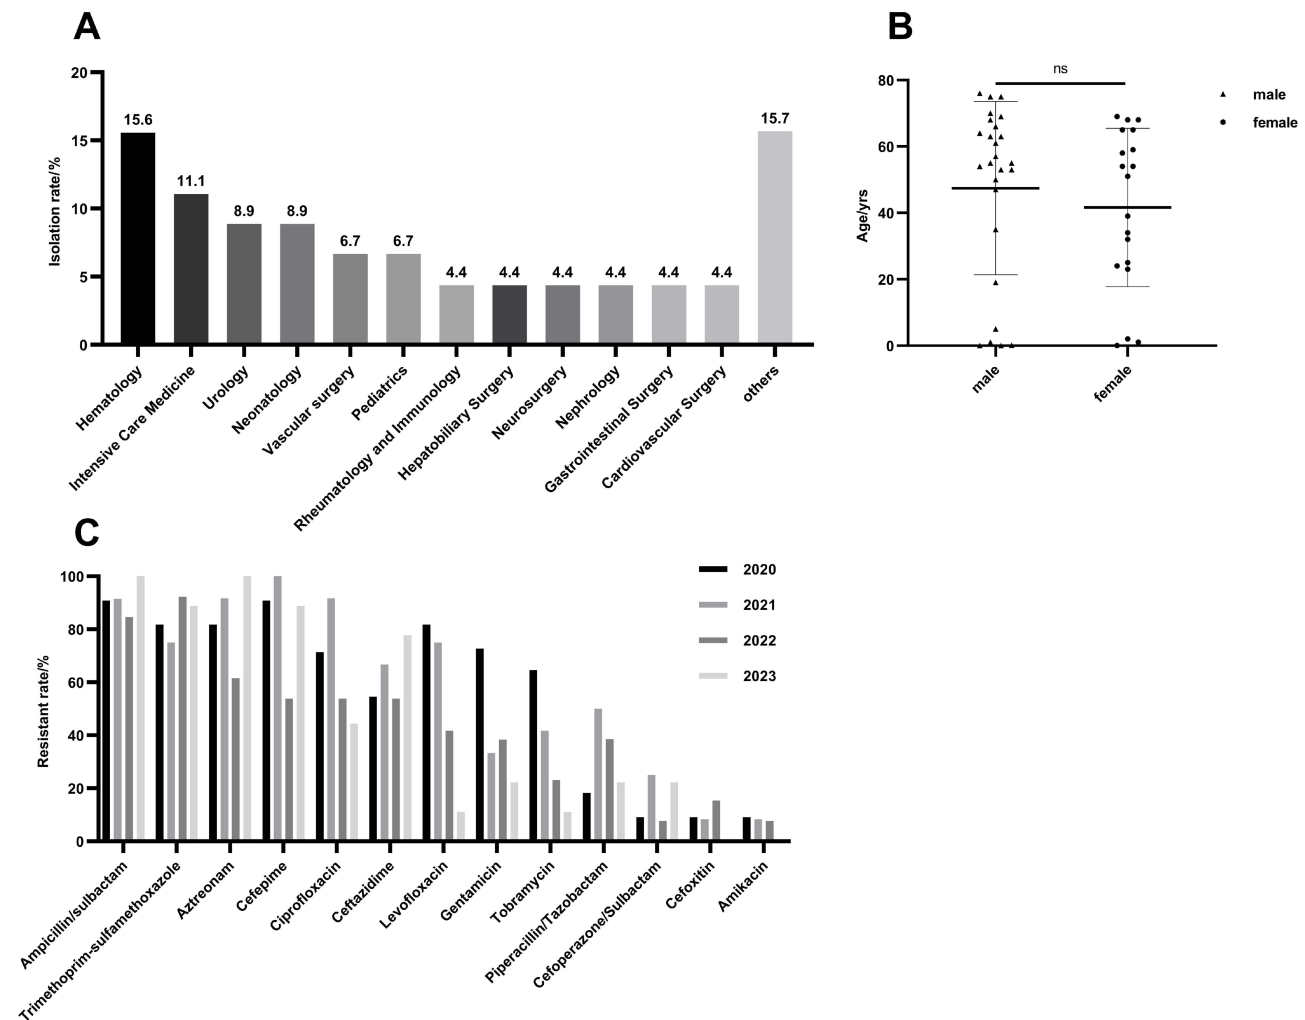 A
20
15
10
5
0
Isolation rate/%
15.6
11.1
8.9
8.9
6.7
6.7
4.4
4.4
4.4
4.4
4.4
4.4
15.7
Hematology
Intensive Care Medicine
Urology
Neonatology
Vascular surgery
Pediatrics
Rheumatology and Immunology
Hepatobiliary Surgery
Neurosurgery
Nephrology
Gastrointestinal Surgery
Cardiovascular Surgery
others
B
80
60
40
20
0
Age/yrs
ns
male
female
male
female
C
100
80
60
40
20
0
Resistant rate/%
2020
2021
2022
2023
Ampicillin/sulbactam
Trimethoprim-sulfamethoxazole
Aztreonam
Cefepime
Ciprofloxacin
Ceftazidime
Levofloxacin
Gentamicin
Tobramycin
Piperacillin/Tazobactam
Cefoperazone/Sulbactam
Cefoxitin
Amikacin